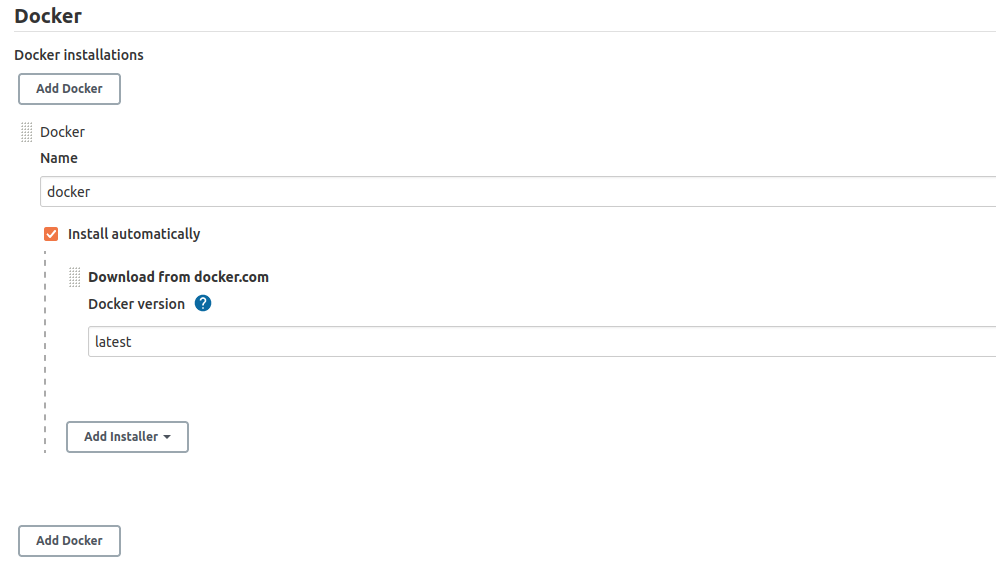 Docker
Docker installations
Add Docker
Docker
Name
docker
Install automatically
Download from docker.com
Docker version ?
latest
Add Installer
Add Docker